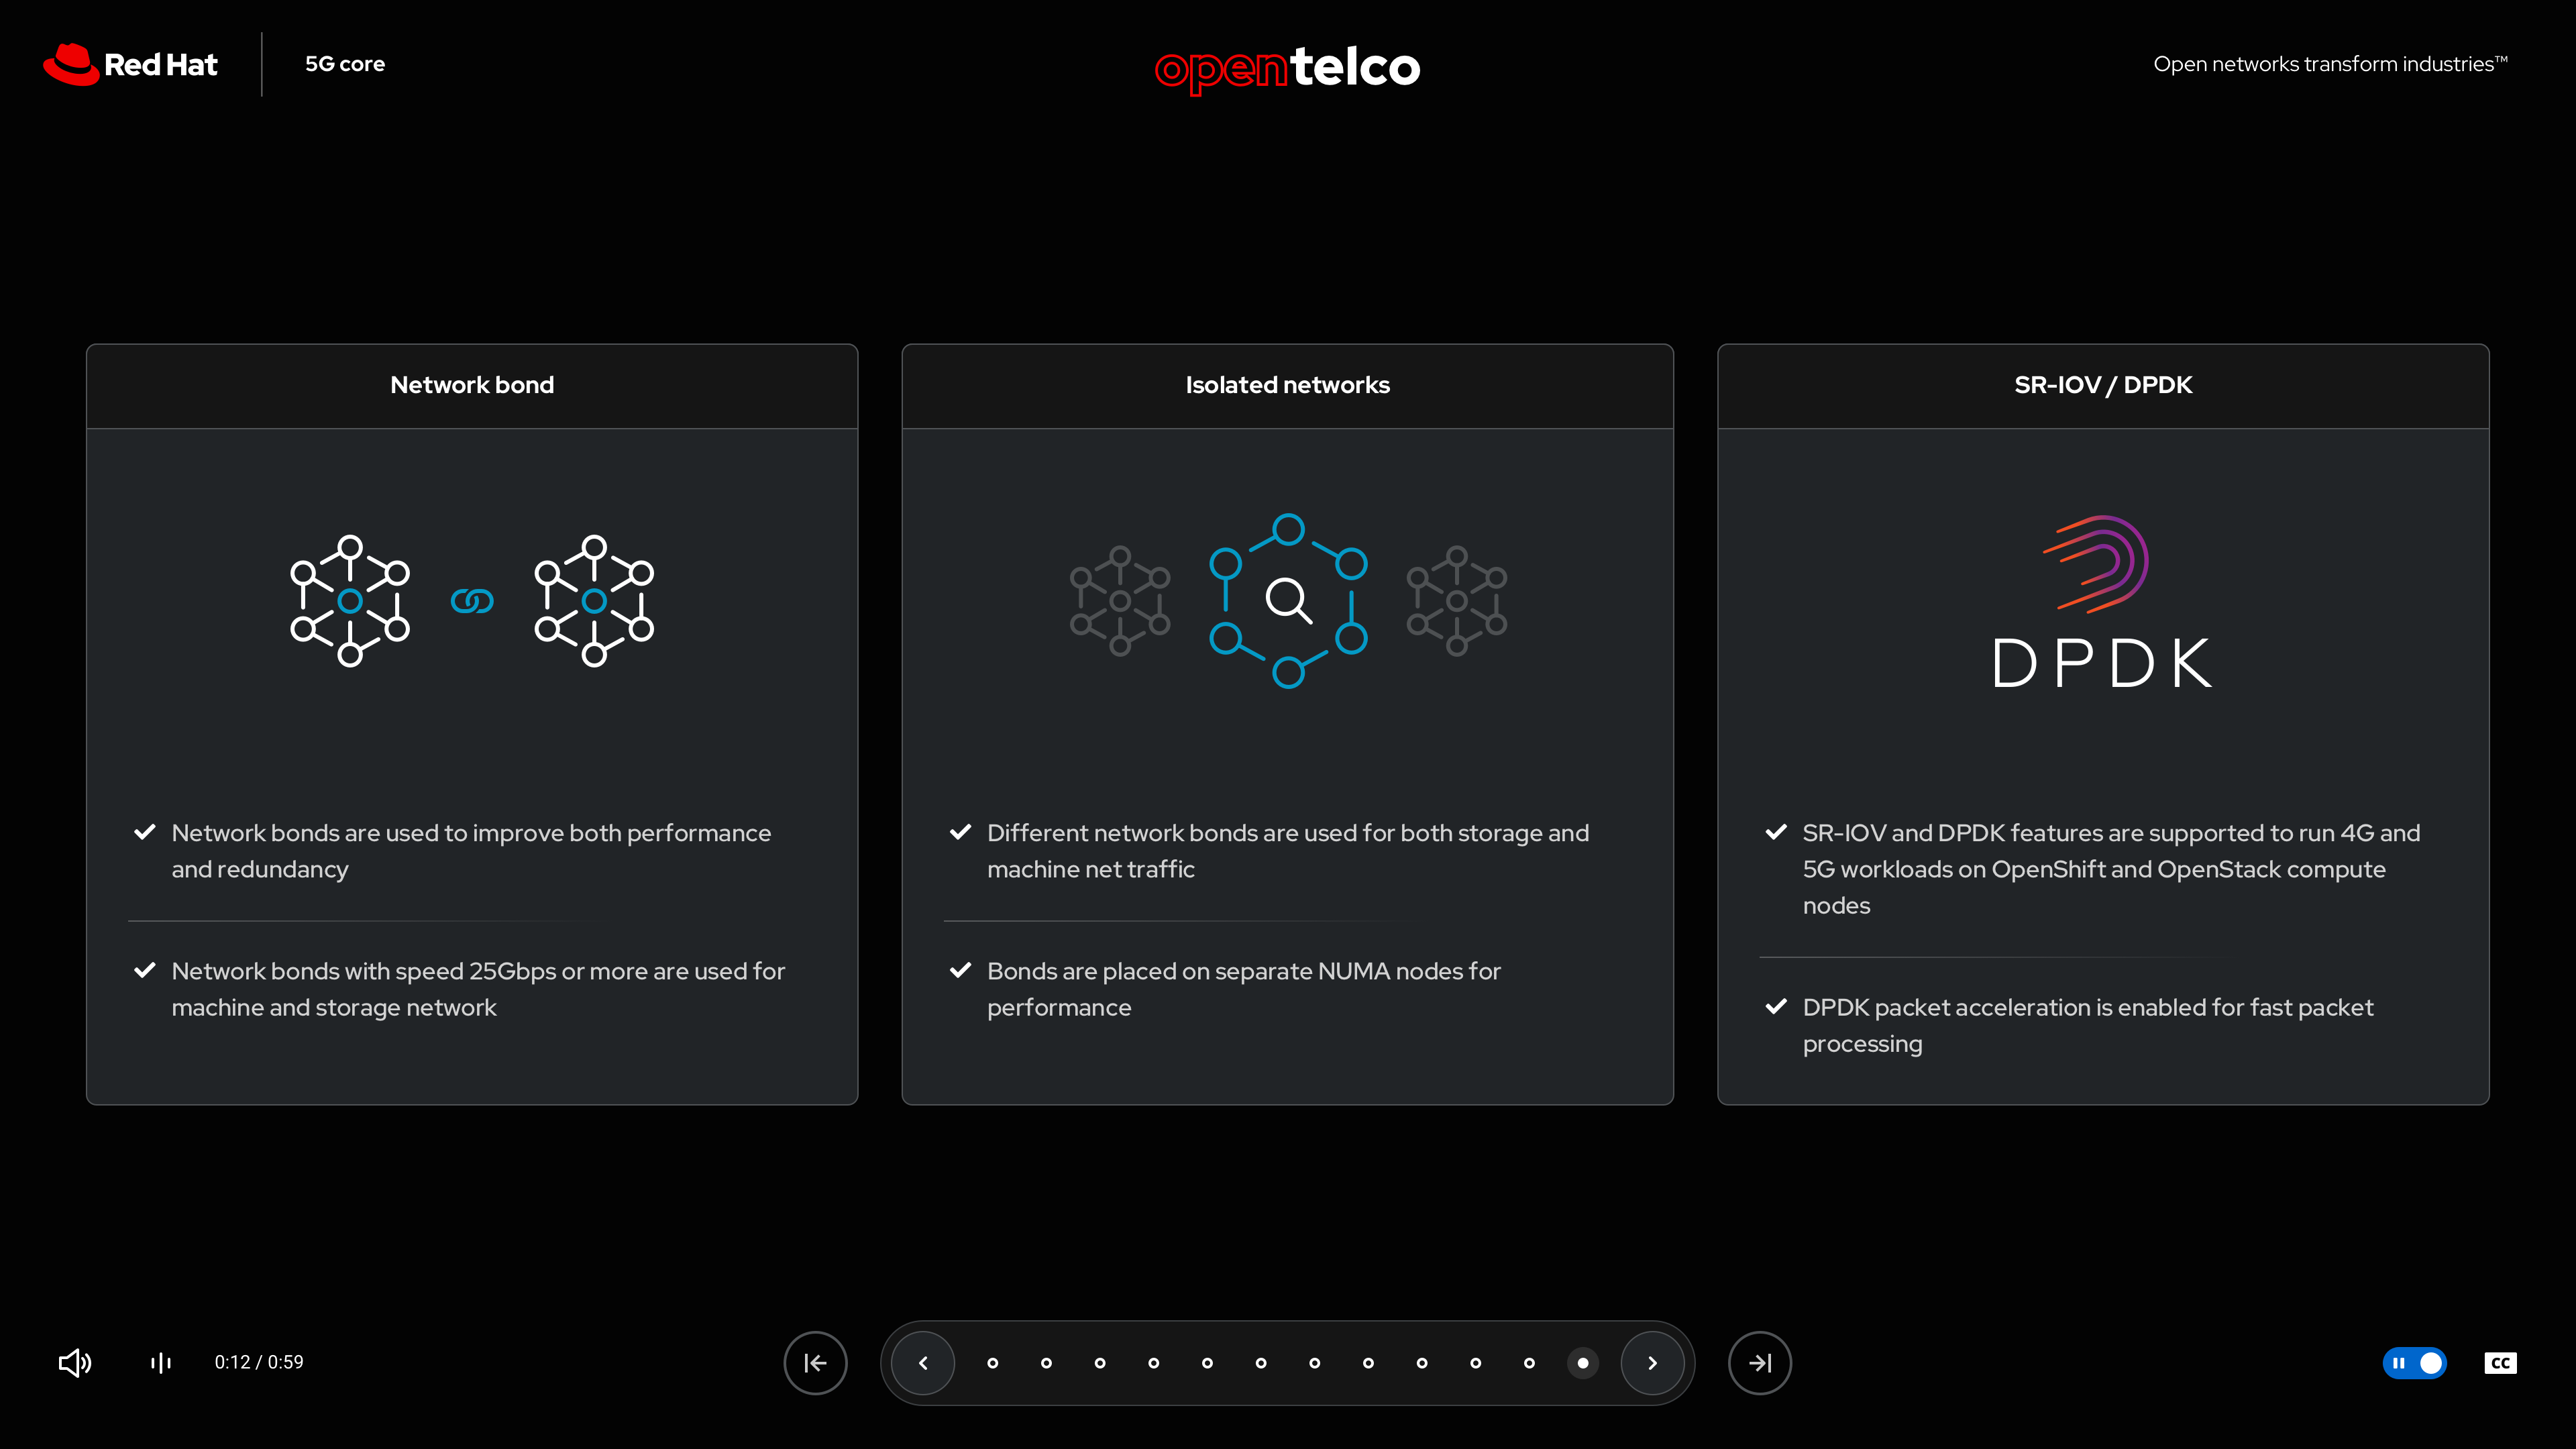 Red Hat
5G core
opentelco
Open networks transform industries™
Network bond
Network bonds are used to improve both performance
and redundancy
Network bonds with speed 25Gbps or more are used for
machine and storage network
Isolated networks
Different network bonds are used for both storage and
machine net traffic
Bonds are placed on separate NUMA nodes for
performance
SR-IOV / DPDK
DPDK
SR-IOV and DPDK features are supported to run 4G and
5G workloads on OpenShift and OpenStack compute
nodes
DPDK packet acceleration is enabled for fast packet
processing
0:12 / 0:59
CC